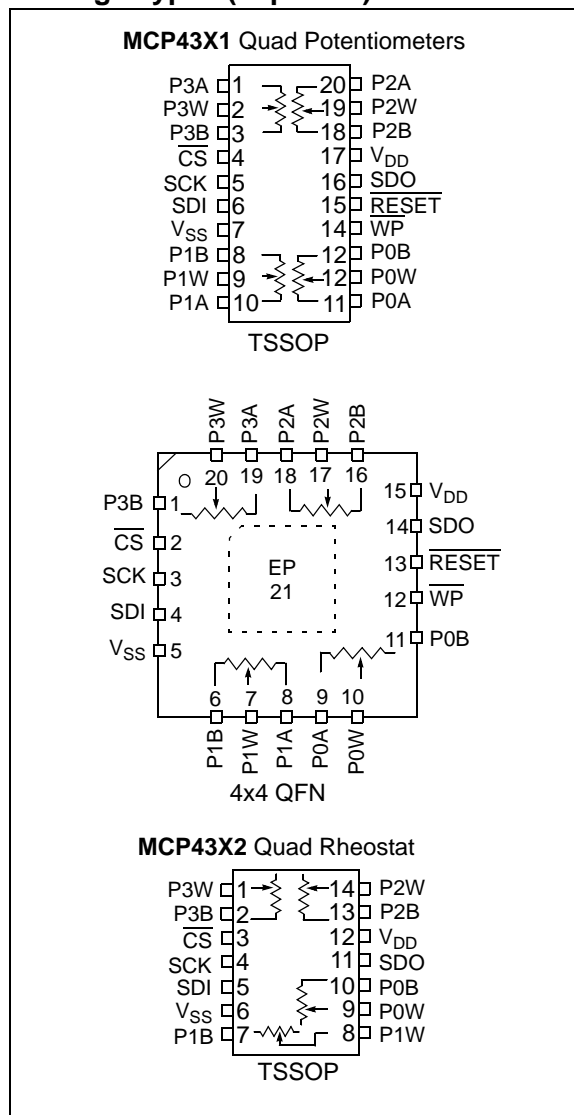 MCP43X1 Quad Potentiometers
P3A 1 20 P2A
P3W 2 19 P2W
P3B 3 18 P2B
CS 4 17 VDD
SCK 5 16 SDO
SDI 6 15 RESET
VSS 7 14 WP
P1B 8 12 P0B
P1W 9 12 P0W
P1A 10 11 P0A
TSSOP
P3W P3A P2A P2W P2B
20 19 18 17 16
P3B 1 15 VDD
CS 2 14 SDO
SCK 3 EP 13 RESET
SDI 4 21 12 WP
VSS 5 11 P0B
6 7 8 9 10
P1B P1W P1A P0A P0W
4x4 QFN
MCP43X2 Quad Rheostat
P3W 1 14 P2W
P3B 2 13 P2B
CS 3 12 VDD
SCK 4 11 SDO
SDI 5 10 P0B
VSS 6 9 P0W
P1B 7 8 P1W
TSSOP